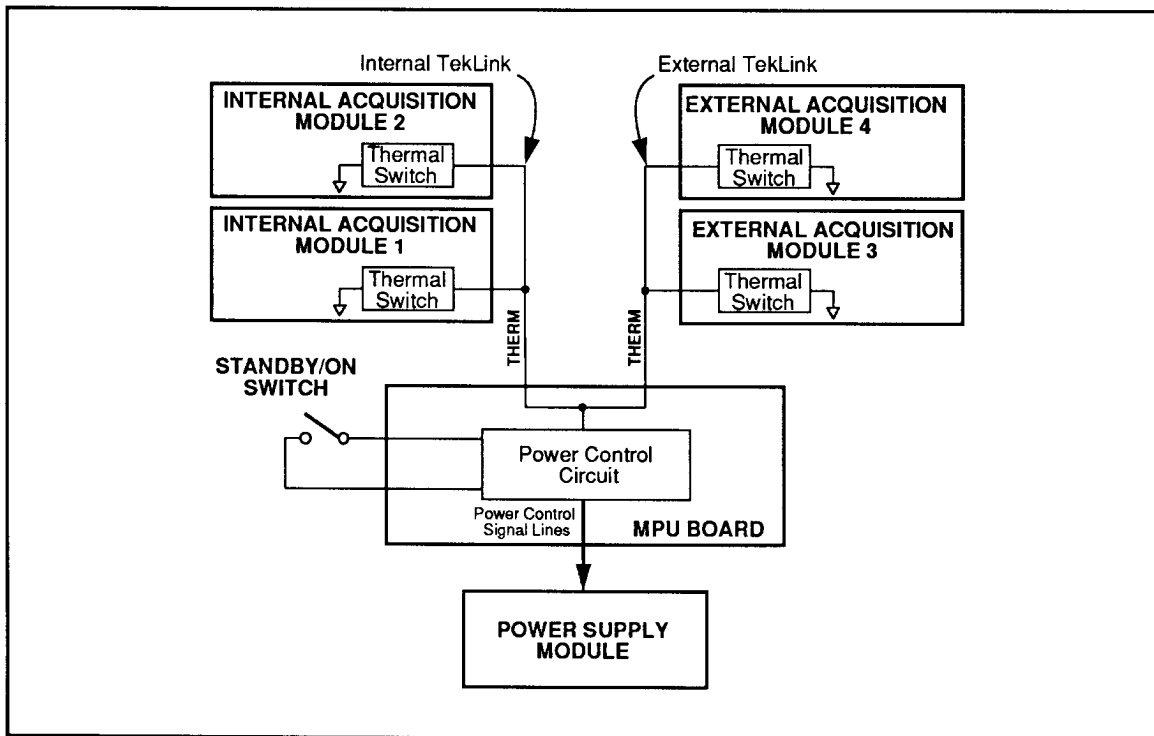 Internal TekLink
External TekLink
INTERNAL ACQUISITION
MODULE 2
Thermal
Switch
EXTERNAL ACQUISITION
MODULE 4
Thermal
Switch
INTERNAL ACQUISITION
MODULE 1
Thermal
Switch
EXTERNAL ACQUISITION
MODULE 3
Thermal
Switch
THERM
THERM
STANDBY/ON
SWITCH
Power Control
Circuit
Power Control
Signal Lines
MPU BOARD
POWER SUPPLY
MODULE